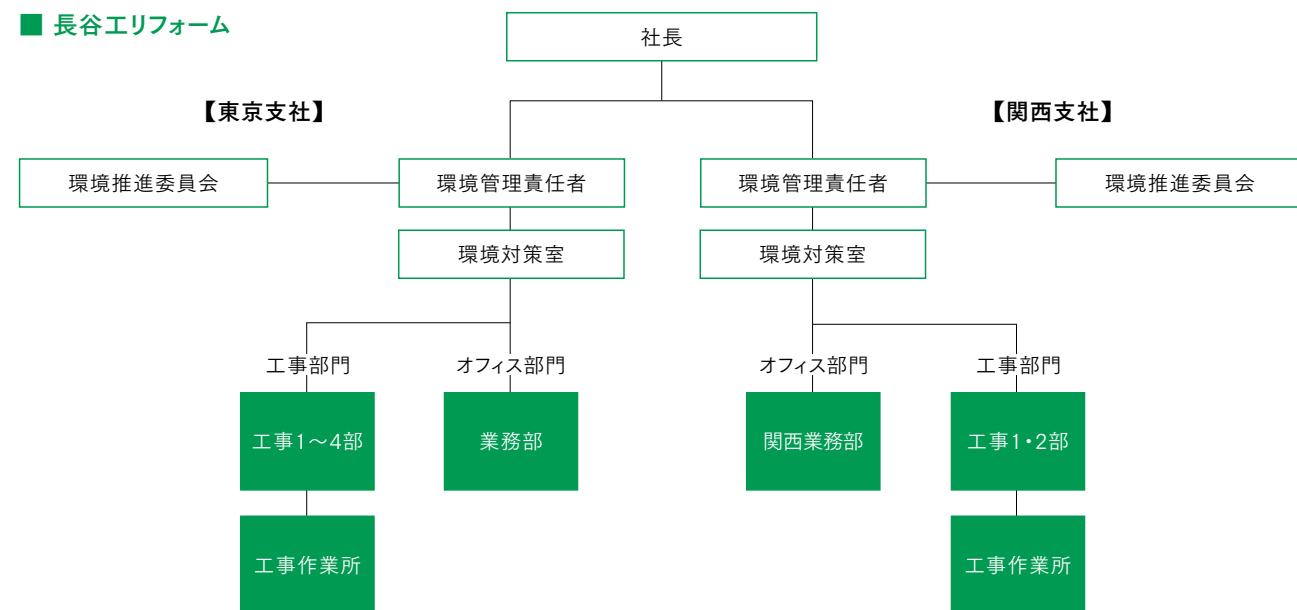 ■ 長谷工リフォーム
社長
【東京支社】
【関西支社】
環境推進委員会
環境管理責任者
環境管理責任者
環境推進委員会
環境対策室
環境対策室
工事部門
オフィス部門
オフィス部門
工事部門
工事1～4部
業務部
関西業務部
工事1・2部
工事作業所
工事作業所